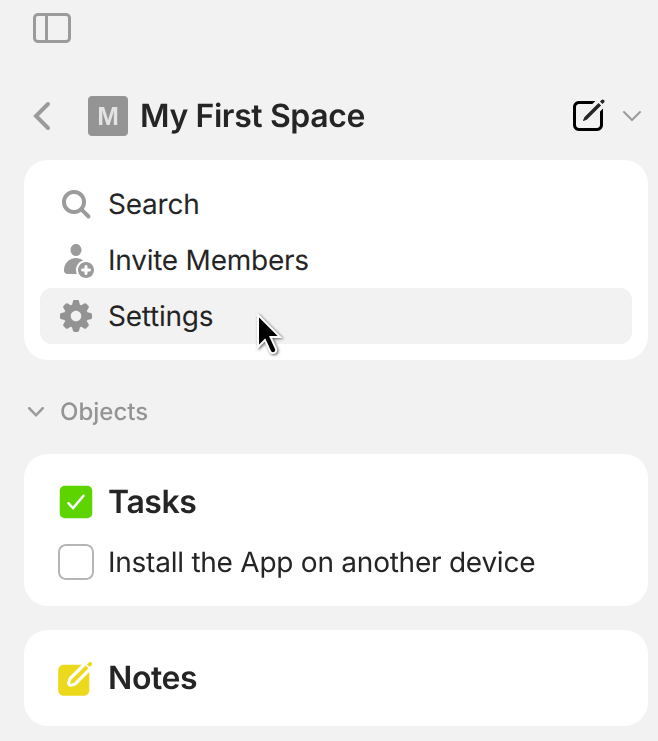 M My First Space
Search
Invite Members
Settings
Objects
Tasks
Install the App on another device
Notes